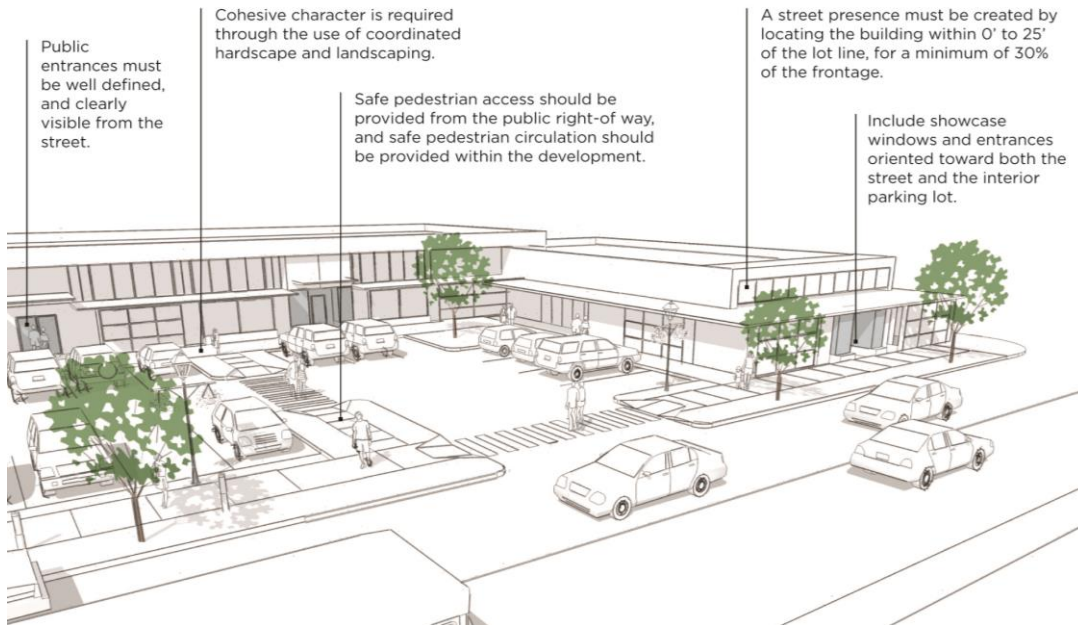 Public
entrances must
be well defined,
and clearly
visible from the
street.
Cohesive character is required
through the use of coordinated
hardscape and landscaping.
Safe pedestrian access should be
provided from the public right-of way,
and safe pedestrian circulation should
be provided within the development.
A street presence must be created by
locating the building within 0’ to 25’
of the lot line, for a minimum of 30%
of the frontage.
Include showcase
windows and entrances
oriented toward both the
street and the interior
parking lot.